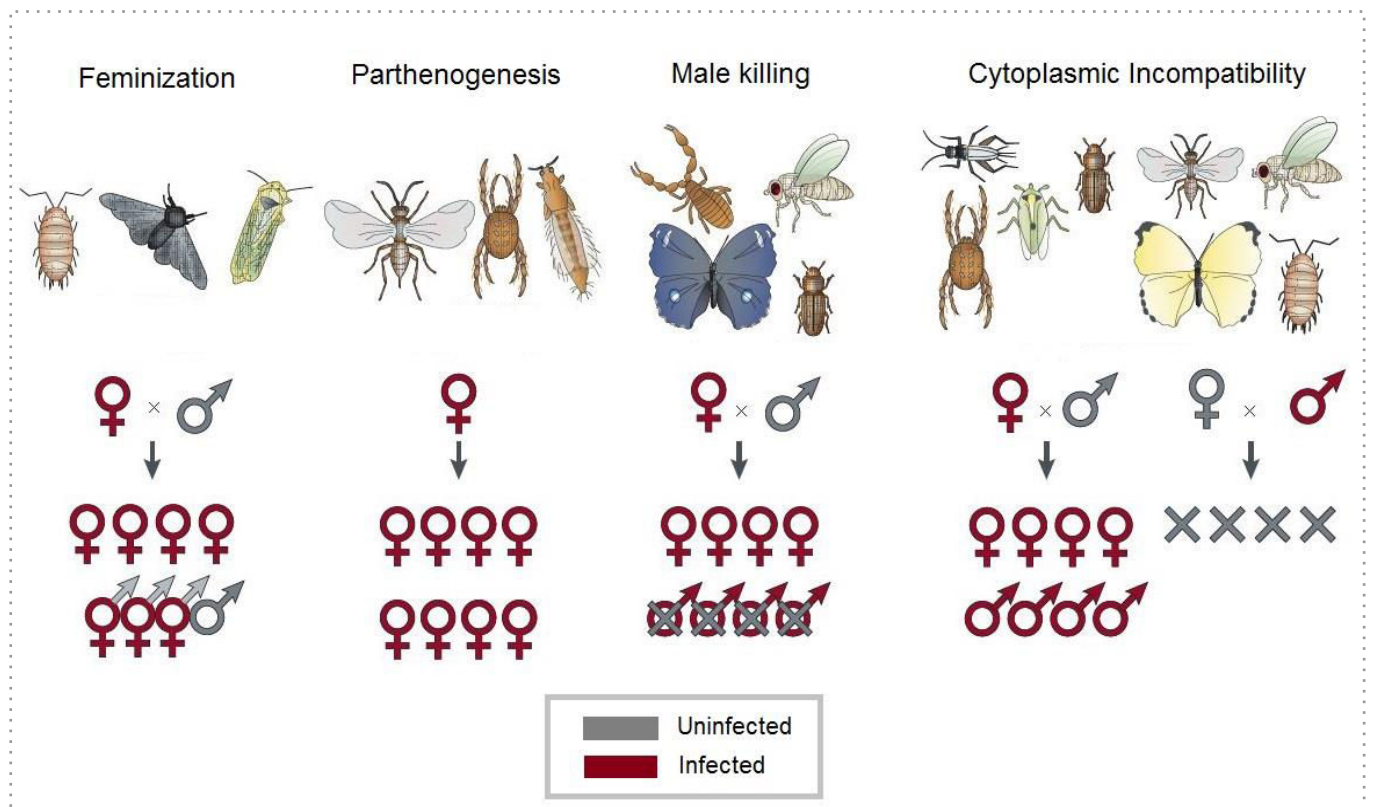 Feminization
Parthenogenesis
Male killing
Cytoplasmic Incompatibility
Uninfected
Infected